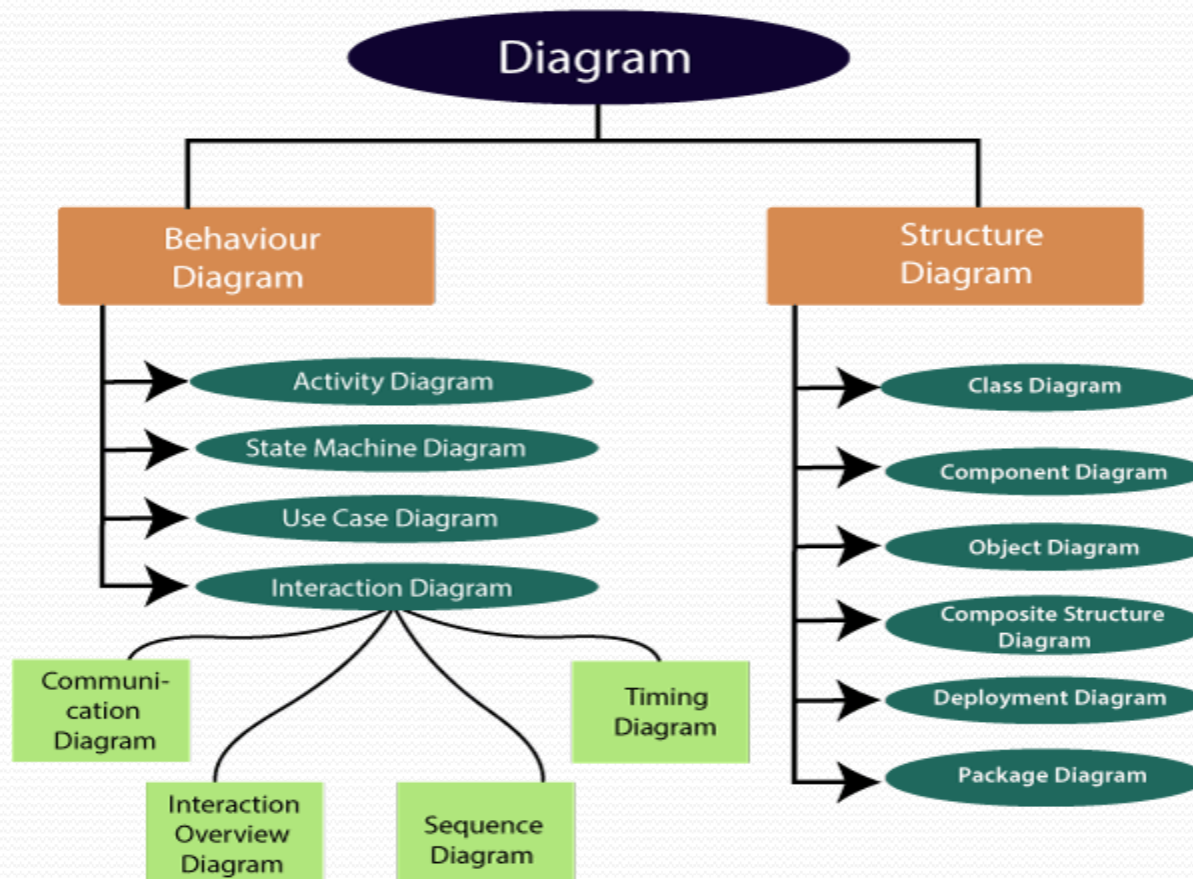 Diagram
Behaviour
Diagram
Activity Diagram
State Machine Diagram
Use Case Diagram
Interaction Diagram
Communi-
cation
Diagram
Interaction
Overview
Diagram
Sequence
Diagram
Timing
Diagram
Structure
Diagram
Class Diagram
Component Diagram
Object Diagram
Composite Structure
Diagram
Deployment Diagram
Package Diagram